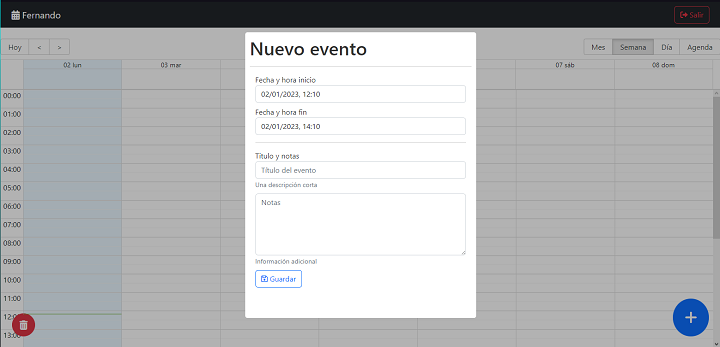 Fernando
Salir
Hoy < >
Mes Semana Día Agenda
02 lun 03 mar 07 sáb 08 dom
Nuevo evento
Fecha y hora inicio
02/01/2023, 12:10
Fecha y hora fin
02/01/2023, 14:10
Titulo y notas
Título del evento
Una descripción corta
Notas
Información adicional
Guardar
00:00
01:00
02:00
03:00
04:00
05:00
06:00
07:00
08:00
09:00
10:00
11:00
13:00